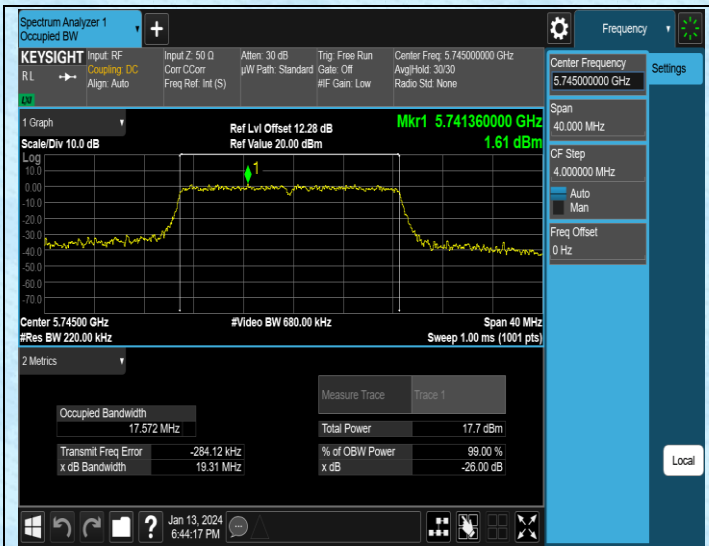 Spectrum Analyzer 1
Occupied BW
+
Frequency
KEYSIGHT
R L
LXI
Input: RF
Coupling: DC
Align: Auto
Input Z: 50 Ω
Corr CCorr
Freq Ref: Int (S)
Atten: 30 dB
µW Path: Standard
Trig: Free Run
Gate: Off
#IF Gain: Low
Center Freq: 5.745000000 GHz
Avg|Hold: 30/30
Radio Std: None
Center Frequency
5.745000000 GHz
Settings
Span
40.000 MHz
CF Step
4.000000 MHz
Auto
Man
Freq Offset
0 Hz
Local
1 Graph
Scale/Div 10.0 dB
Ref Lvl Offset 12.28 dB
Ref Value 20.00 dBm
Mkr1 5.741360000 GHz
1.61 dBm
Log
10.0
0.00
-10.0
-20.0
-30.0
-40.0
-50.0
-60.0
-70.0
1
Center 5.74500 GHz
#Res BW 220.00 kHz
#Video BW 680.00 kHz
Span 40 MHz
Sweep 1.00 ms (1001 pts)
2 Metrics
Measure Trace Trace 1
Occupied Bandwidth
17.572 MHz
Total Power 17.7 dBm
Transmit Freq Error -284.12 kHz
% of OBW Power 99.00 %
x dB Bandwidth 19.31 MHz
x dB -26.00 dB
?
Jan 13, 2024
6:44:17 PM